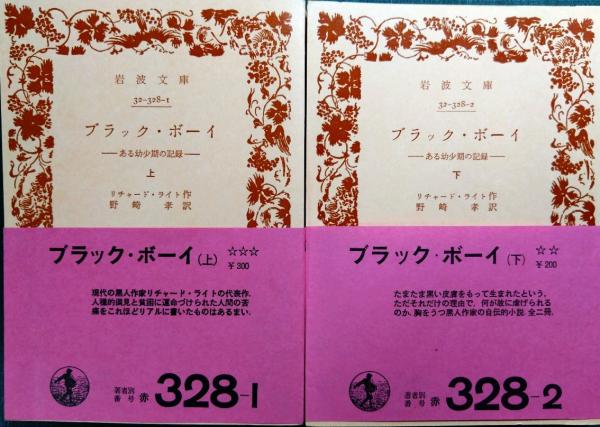 岩波文庫
32-328-1
ブラック・ボーイ
―ある幼少期の記録―
上
リチャード・ライト作
野崎 孝訳
ブラック・ボーイ(上) ☆☆☆
¥300
現代の黒人作家リチャード・ライトの代表作.
人種的偏見と貧困に運命づけられた人間の苦
痛をこれほどリアルに書いたものはあるまい.
著者別
番号 赤 328-1
岩波文庫
32-328-2
ブラック・ボーイ
―ある幼少期の記録―
下
リチャード・ライト作
野崎 孝訳
ブラック・ボーイ(下) ☆☆
¥200
たまたま黒い皮膚をもって生まれたという,
ただそれだけの理由で, 何が故に虐げられる
のか. 胸をうつ黒人作家の自伝的小説. 全二冊.
著者別
番号 赤 328-2